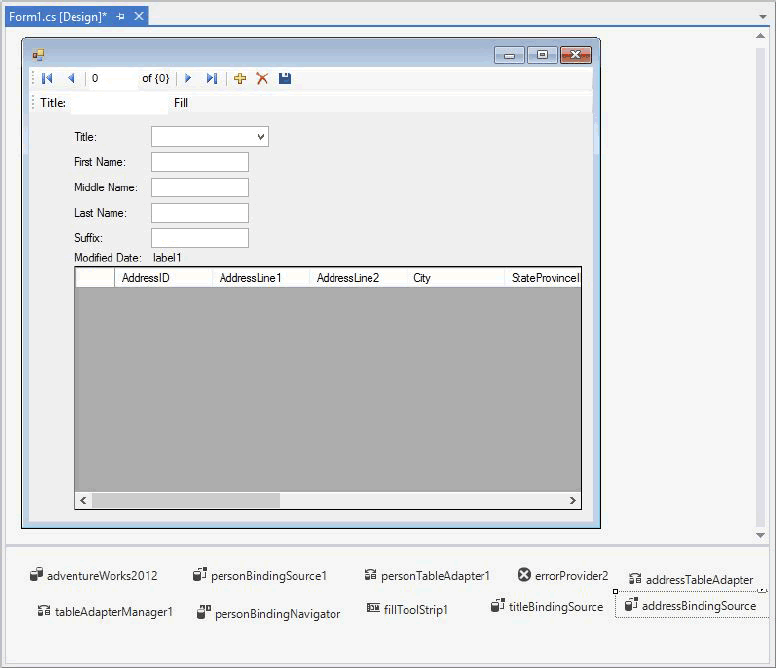 Form1.cs [Design]*
0 of {0}
Title: Fill
Title:
First Name:
Middle Name:
Last Name:
Suffix:
Modified Date: label1
AddressID AddressLine1 AddressLine2 City StateProvinceI
adventureWorks2012 personBindingSource1 personTableAdapter1 errorProvider2 addressTableAdapter
tableAdapterManager1 personBindingNavigator fillToolStrip1 titleBindingSource addressBindingSource